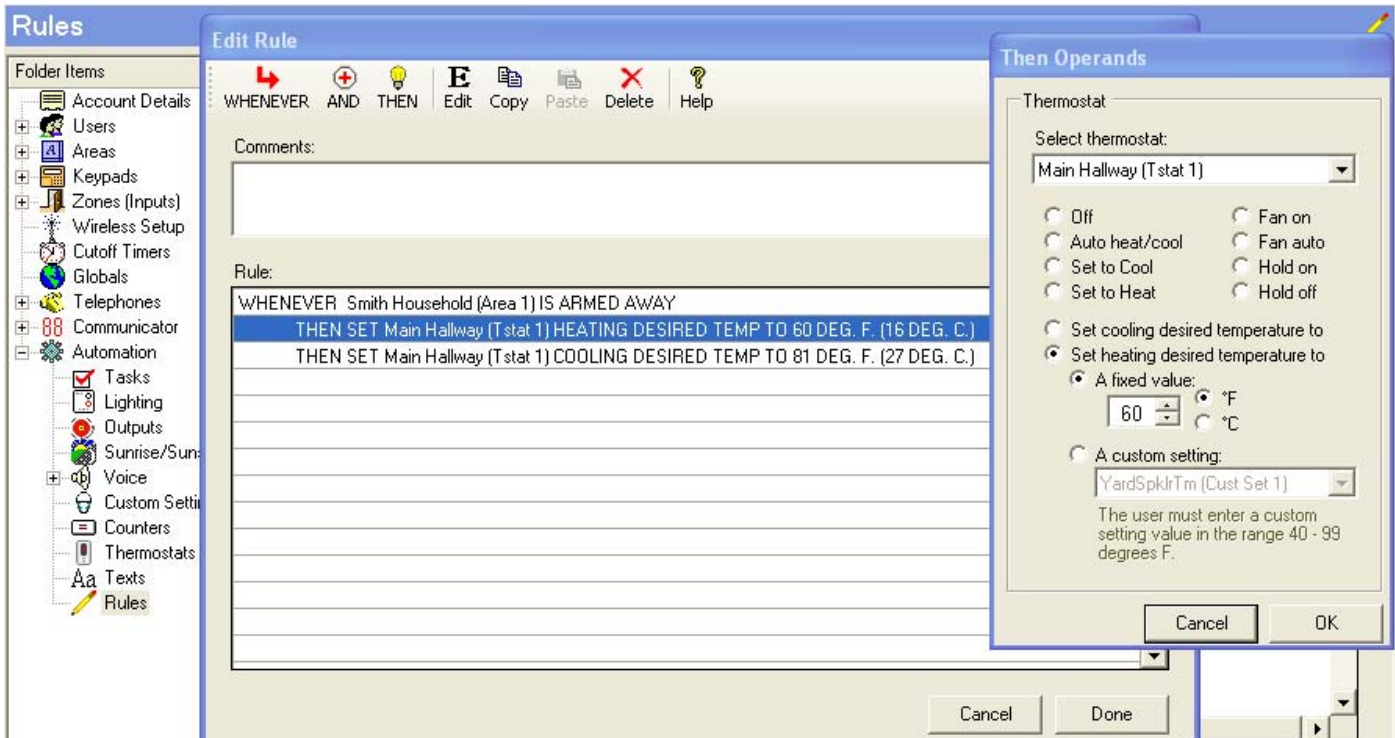 Rules
Folder Items
Account Details
Users
Areas
Keypads
Zones (Inputs)
Wireless Setup
Cutoff Timers
Globals
Telephones
88 Communicator
Automation
Tasks
Lighting
Outputs
Sunrise/Suns
Voice
Custom Settin
Counters
Thermostats
Aa Texts
Rules
Edit Rule
WHENEVER AND THEN E Edit Copy Paste Delete Help
Comments:
Rule:
WHENEVER Smith Household (Area 1) IS ARMED AWAY
THEN SET Main Hallway (Tstat 1) HEATING DESIRED TEMP TO 60 DEG. F. (16 DEG. C.)
THEN SET Main Hallway (Tstat 1) COOLING DESIRED TEMP TO 81 DEG. F. (27 DEG. C.)
Cancel Done
Then Operands
Thermostat
Select thermostat:
Main Hallway (Tstat 1)
Off Fan on
Auto heat/cool Fan auto
Set to Cool Hold on
Set to Heat Hold off
Set cooling desired temperature to
Set heating desired temperature to
A fixed value:
60 °F
°C
A custom setting:
YardSpklrTm (Cust Set 1)
The user must enter a custom
setting value in the range 40 - 99
degrees F.
Cancel OK